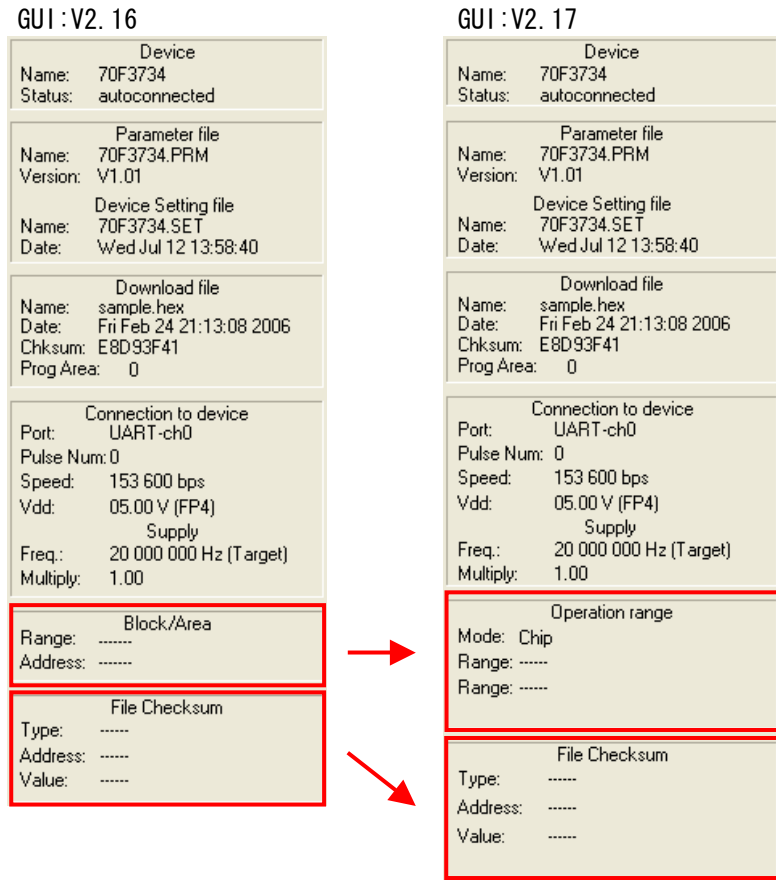 GUI:V2.16
Device
Name: 70F3734
Status: autoconnected
Parameter file
Name: 70F3734.PRM
Version: V1.01
Device Setting file
Name: 70F3734.SET
Date: Wed Jul 12 13:58:40
Download file
Name: sample.hex
Date: Fri Feb 24 21:13:08 2006
Chksum: E8D93F41
Prog Area: 0
Connection to device
Port: UART-ch0
Pulse Num: 0
Speed: 153 600 bps
Vdd: 05.00 V (FP4)
Supply
Freq.: 20 000 000 Hz (Target)
Multiply: 1.00
Block/Area
Range: -------
Address: -------
File Checksum
Type: ------
Address: ------
Value: ------
GUI:V2.17
Device
Name: 70F3734
Status: autoconnected
Parameter file
Name: 70F3734.PRM
Version: V1.01
Device Setting file
Name: 70F3734.SET
Date: Wed Jul 12 13:58:40
Download file
Name: sample.hex
Date: Fri Feb 24 21:13:08 2006
Chksum: E8D93F41
Prog Area: 0
Connection to device
Port: UART-ch0
Pulse Num: 0
Speed: 153 600 bps
Vdd: 05.00 V (FP4)
Supply
Freq.: 20 000 000 Hz (Target)
Multiply: 1.00
Operation range
Mode: Chip
Range: ------
Range: ------
File Checksum
Type: ------
Address: ------
Value: ------